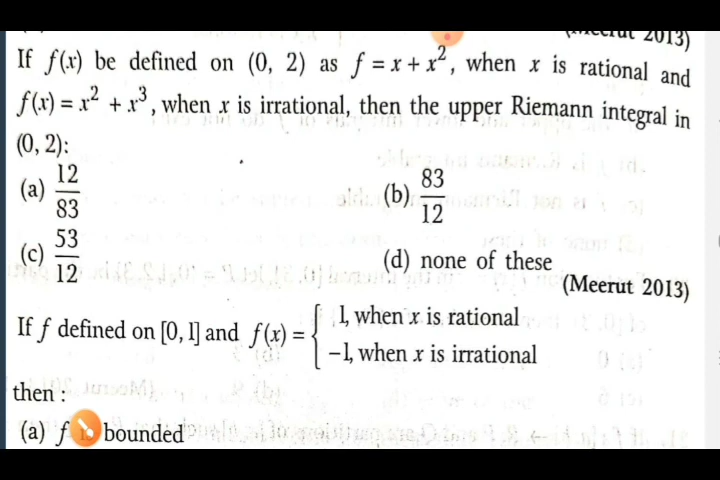 (Meerut 2013)
If f(x) be defined on (0, 2) as f = x + x², when x is rational and
f(x) = x² + x³, when x is irrational, then the upper Riemann integral in
(0, 2):
(a) 12/83
(b) 83/12
(c) 53/12
(d) none of these
(Meerut 2013)
If f defined on [0, 1] and f(x) = { 1, when x is rational
−1, when x is irrational
then :
(a) f is bounded